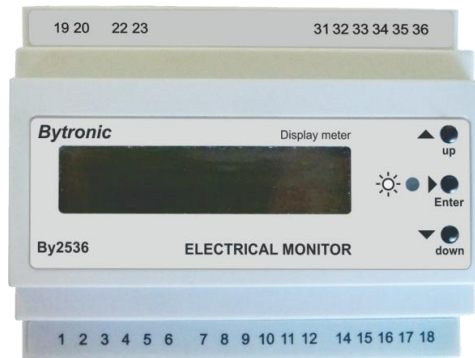 19 20 22 23 31 32 33 34 35 36
Bytronic Display meter
up
Enter
By2536 ELECTRICAL MONITOR down
1 2 3 4 5 6 7 8 9 10 11 12 14 15 16 17 18